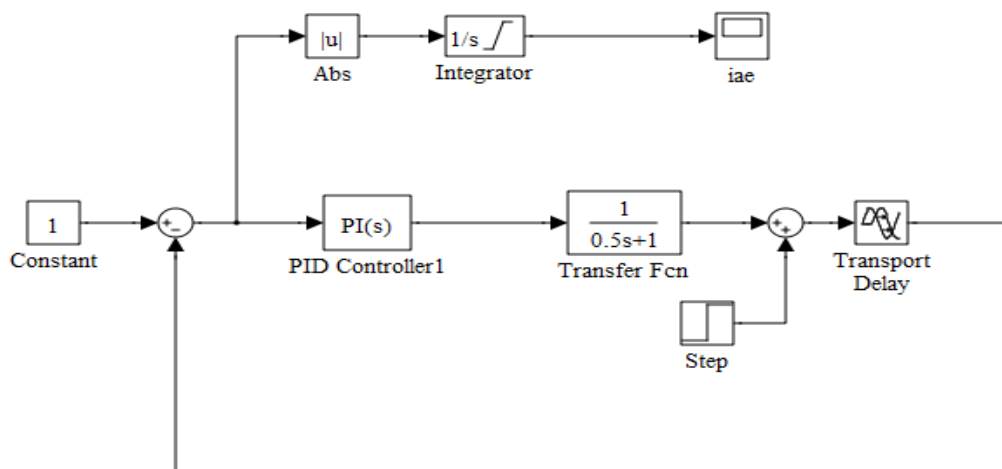 |u|
Abs
1/s
Integrator
iae
1
Constant
+
−
PI(s)
PID Controller1
1
0.5s+1
Transfer Fcn
+
+
Step
Transport
Delay